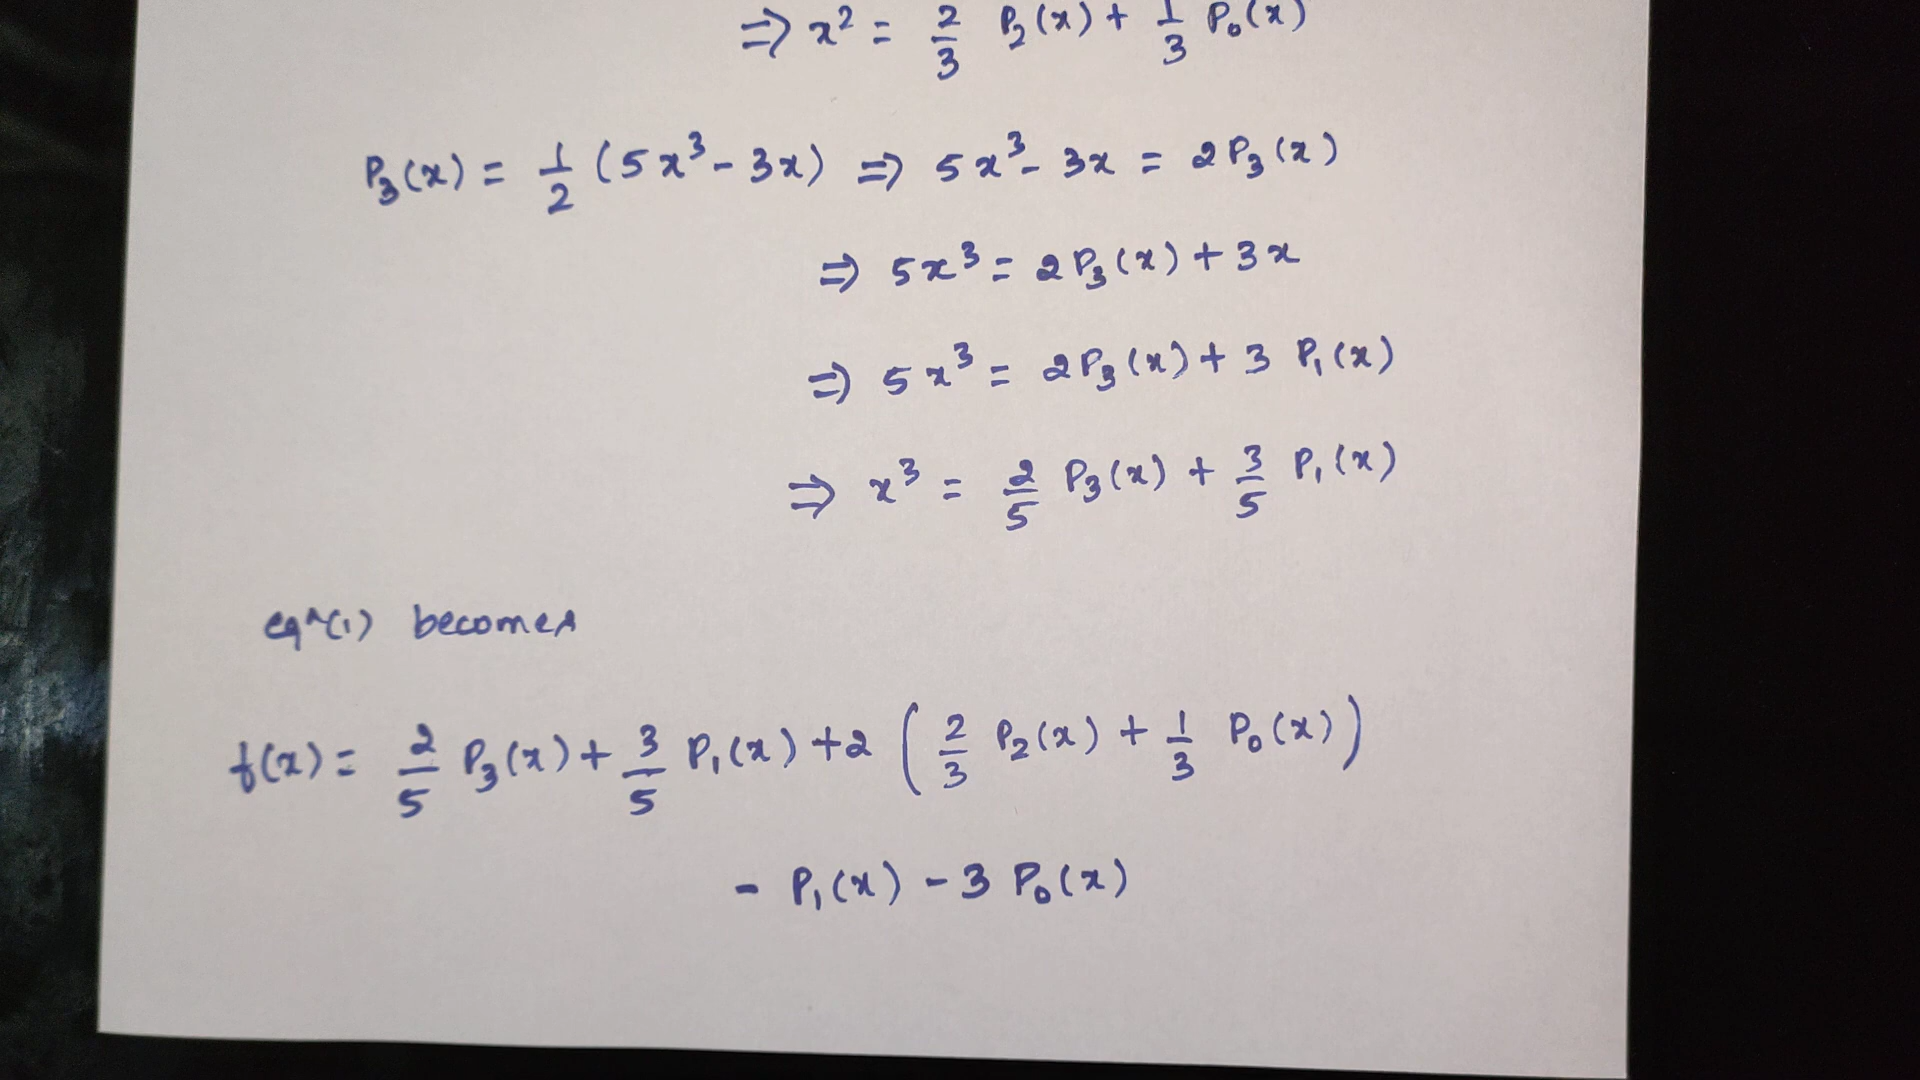 ⇒ x² = 2/3 P₂(x) + 1/3 P₀(x)
P₃(x) = 1/2 (5x³ - 3x) ⇒ 5x³ - 3x = 2P₃(x)
⇒ 5x³ = 2P₃(x) + 3x
⇒ 5x³ = 2P₃(x) + 3 P₁(x)
⇒ x³ = 2/5 P₃(x) + 3/5 P₁(x)
eqⁿ(1) becomes
f(x) = 2/5 P₃(x) + 3/5 P₁(x) + 2 ( 2/3 P₂(x) + 1/3 P₀(x) )
- P₁(x) - 3 P₀(x)